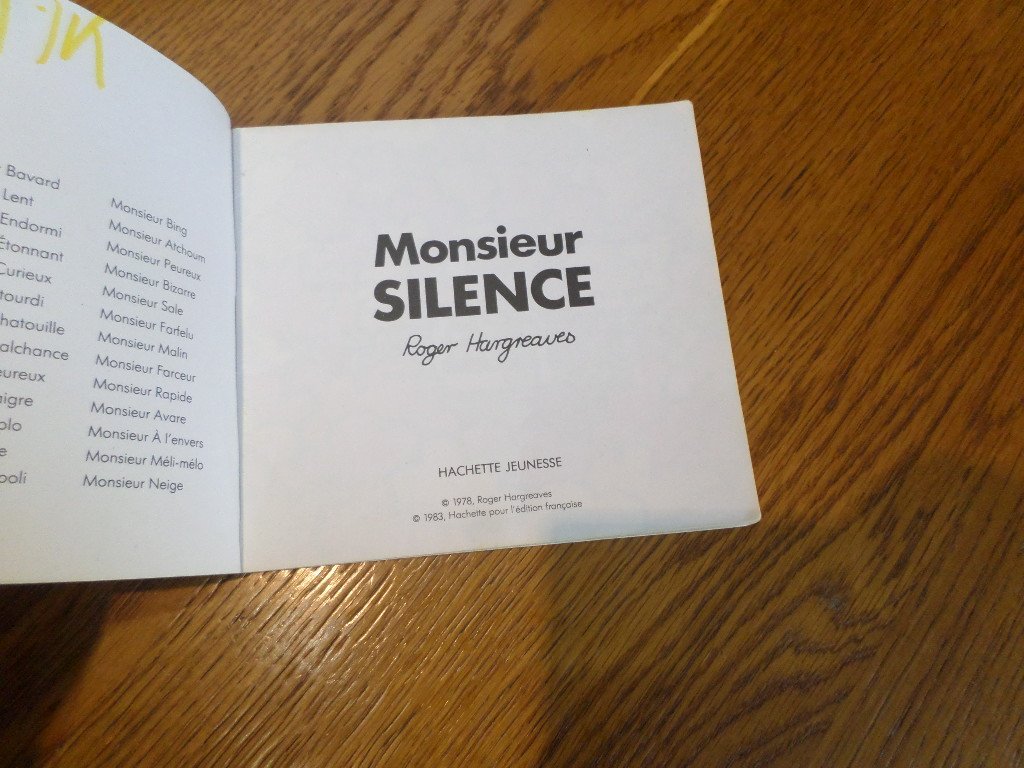 Bavard
Lent
Endormi
Étonnant
Curieux
tourdi
hatouille
alchance
eureux
aigre
olo
e
poli
Monsieur Bing
Monsieur Atchoum
Monsieur Peureux
Monsieur Bizarre
Monsieur Sale
Monsieur Farfelu
Monsieur Malin
Monsieur Farceur
Monsieur Rapide
Monsieur Avare
Monsieur À l'envers
Monsieur Méli-mélo
Monsieur Neige
Monsieur
SILENCE
Roger Hargreaves
HACHETTE JEUNESSE
© 1978, Roger Hargreaves
© 1983, Hachette pour l'édition française